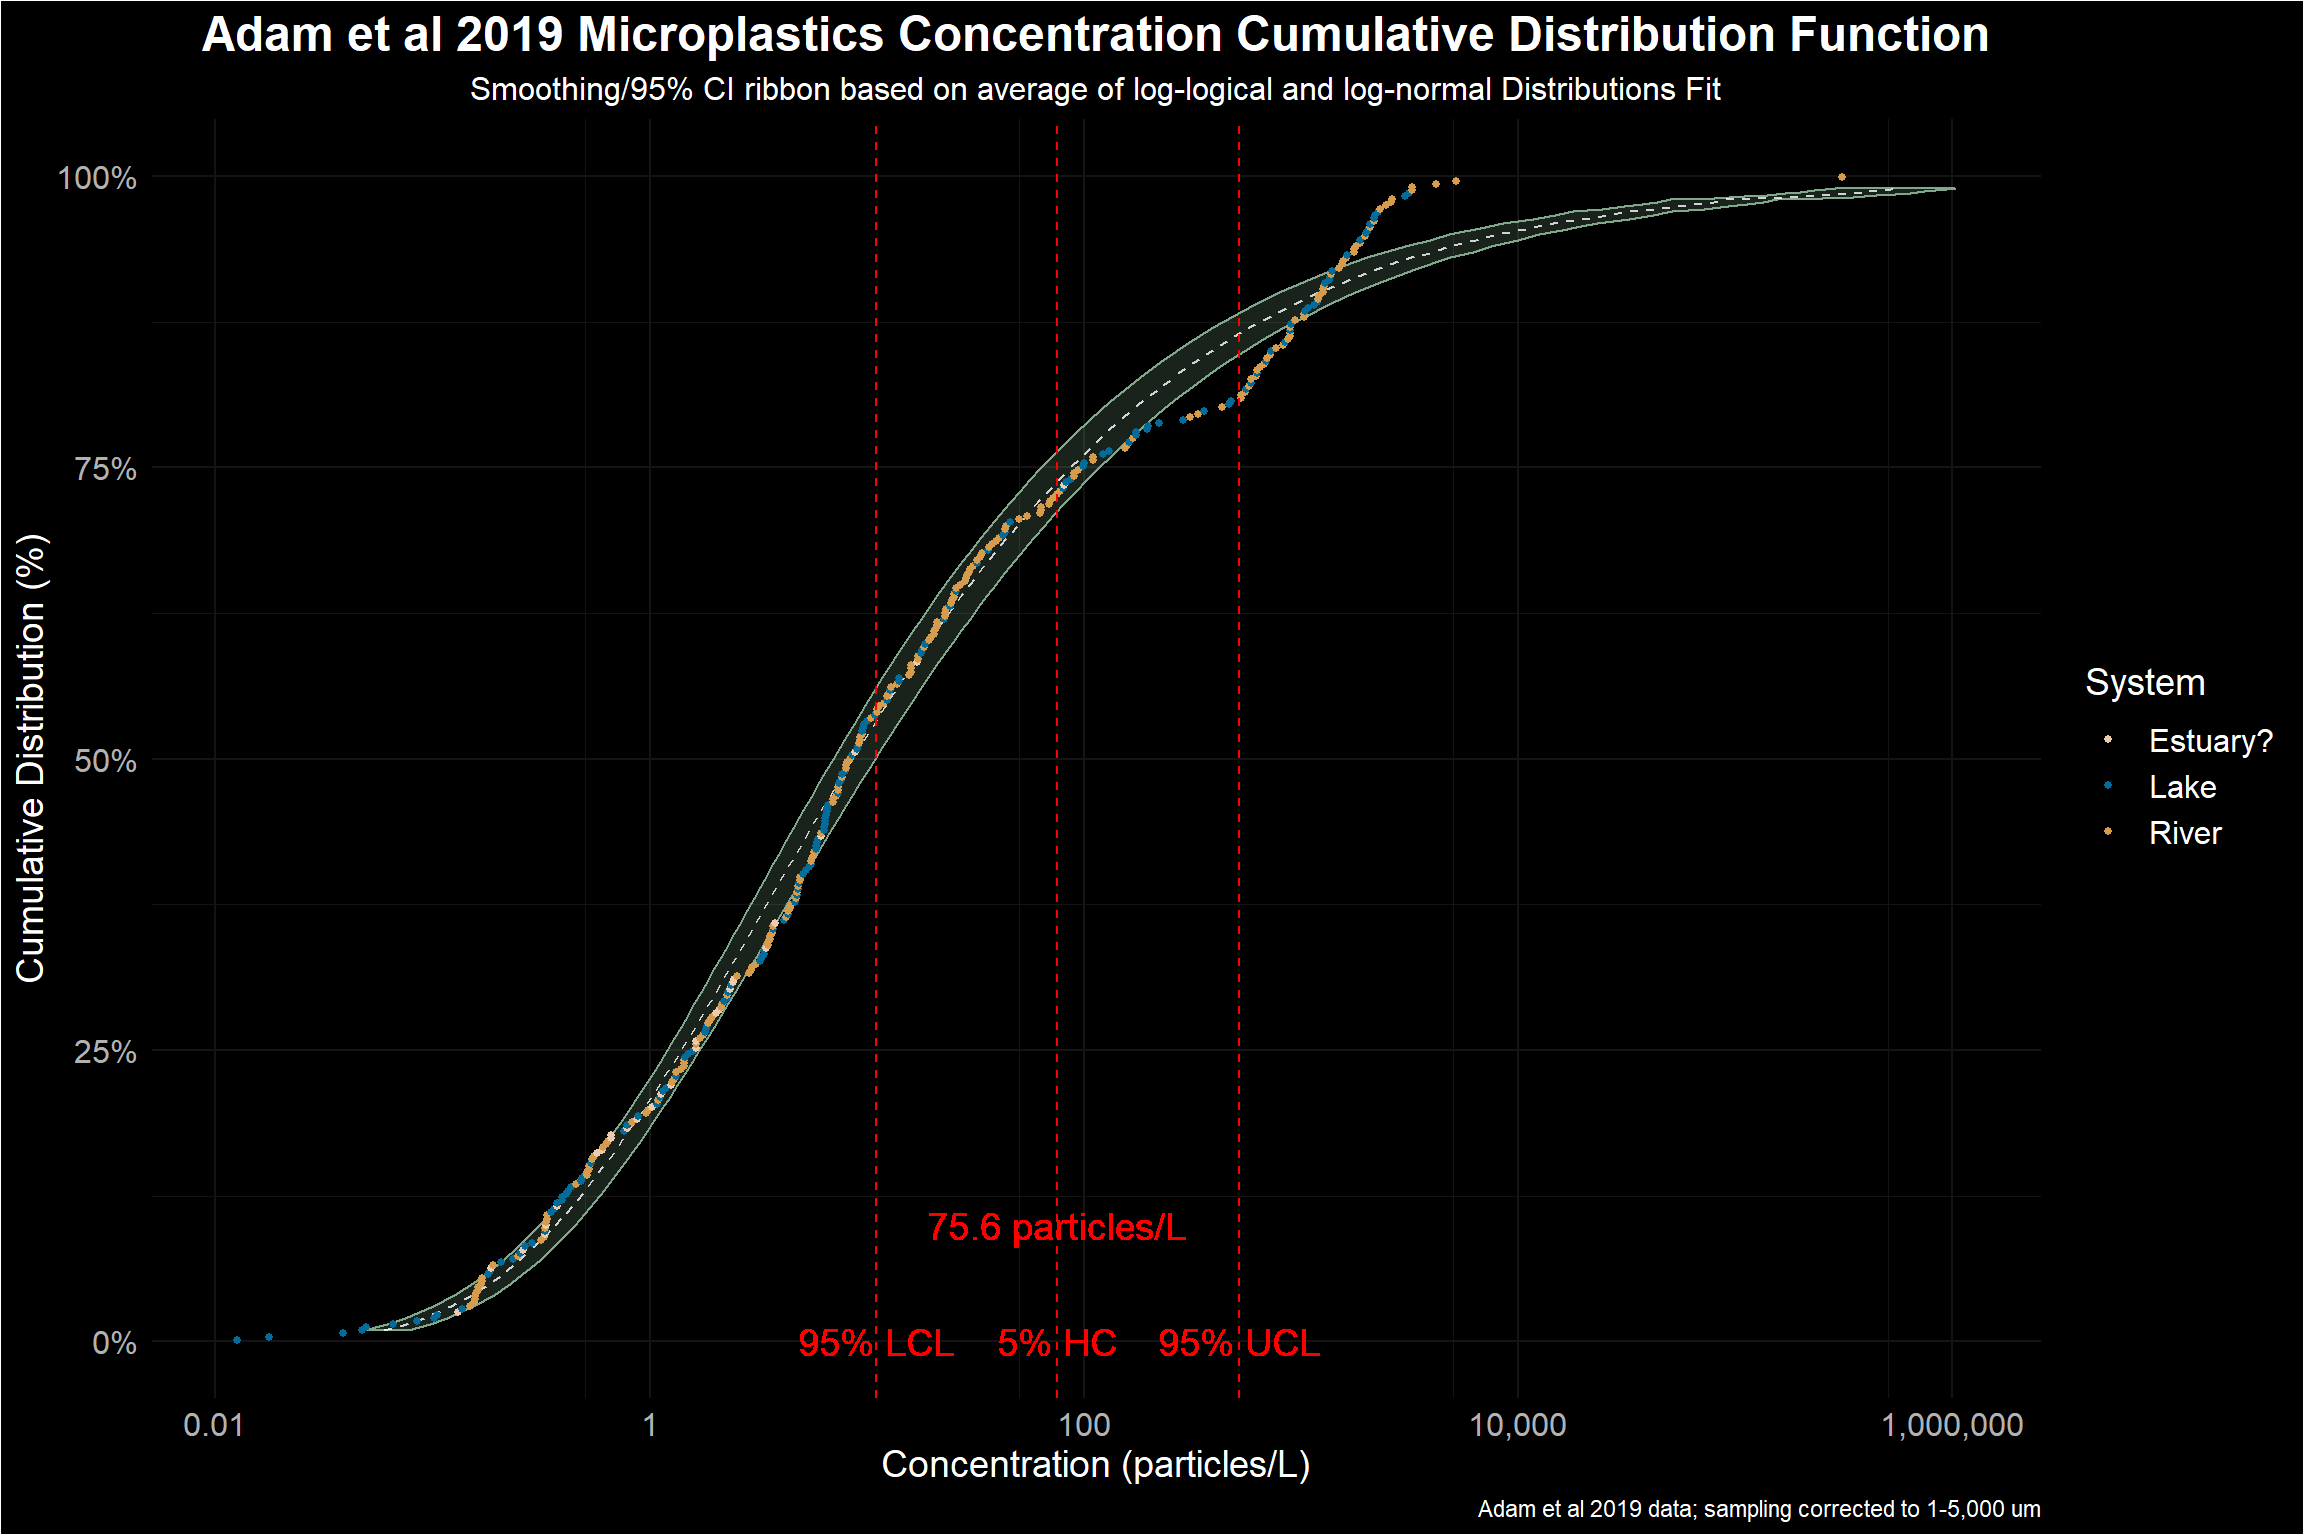 Adam et al 2019 Microplastics Concentration Cumulative Distribution Function
Smoothing/95% CI ribbon based on average of log-logical and log-normal Distributions Fit
100%
75%
50%
25%
0%
Cumulative Distribution (%)
75.6 particles/L
95% LCL
5% HC
95% UCL
0.01
1
100
10,000
1,000,000
Concentration (particles/L)
System
Estuary?
Lake
River
Adam et al 2019 data; sampling corrected to 1-5,000 um